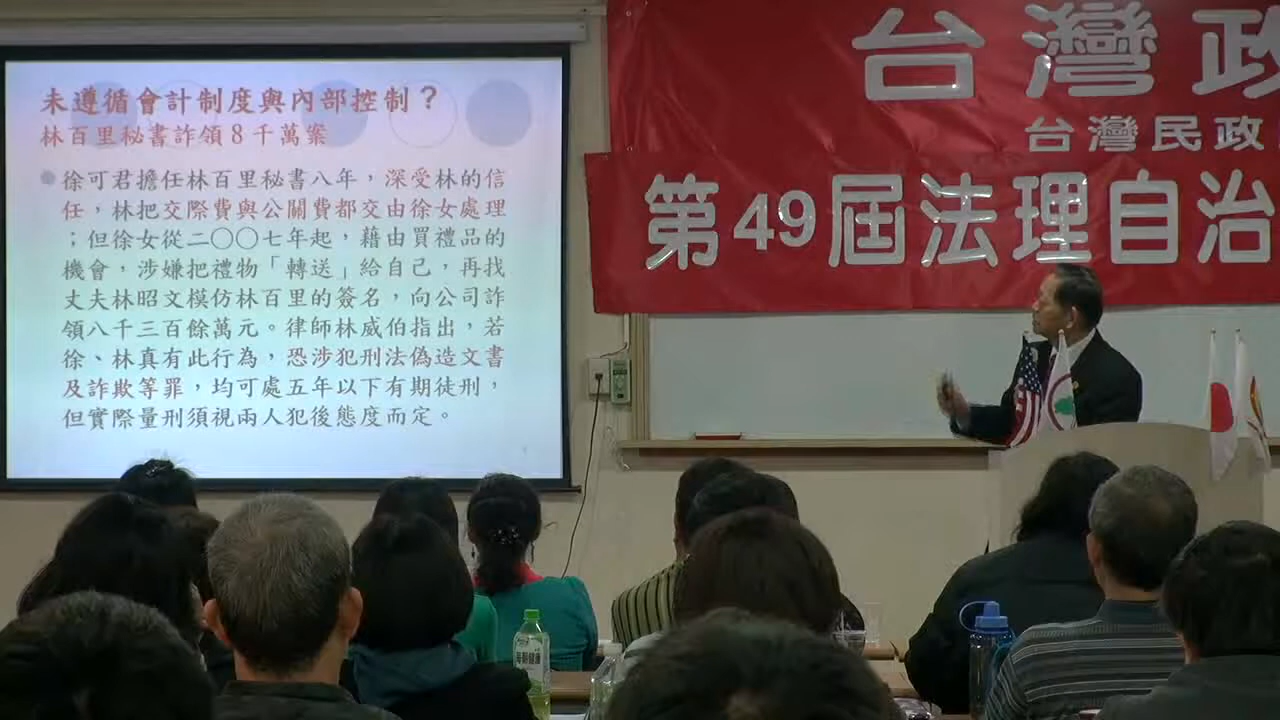 未遵循會計制度與內部控制？
林百里秘書詐領8千萬案
徐可君擔任林百里秘書八年，深受林的信
任，林把交際費與公關費都交由徐女處理
；但徐女從二〇〇七年起，藉由買禮品的
機會，涉嫌把禮物「轉送」給自己，再找
丈夫林昭文模仿林百里的簽名，向公司詐
領八千三百餘萬元。律師林威伯指出，若
徐、林真有此行為，恐涉犯刑法偽造文書
及詐欺等罪，均可處五年以下有期徒刑，
但實際量刑須視兩人犯後態度而定。
台灣政
台灣民政
第49屆法理自治
每朝健康